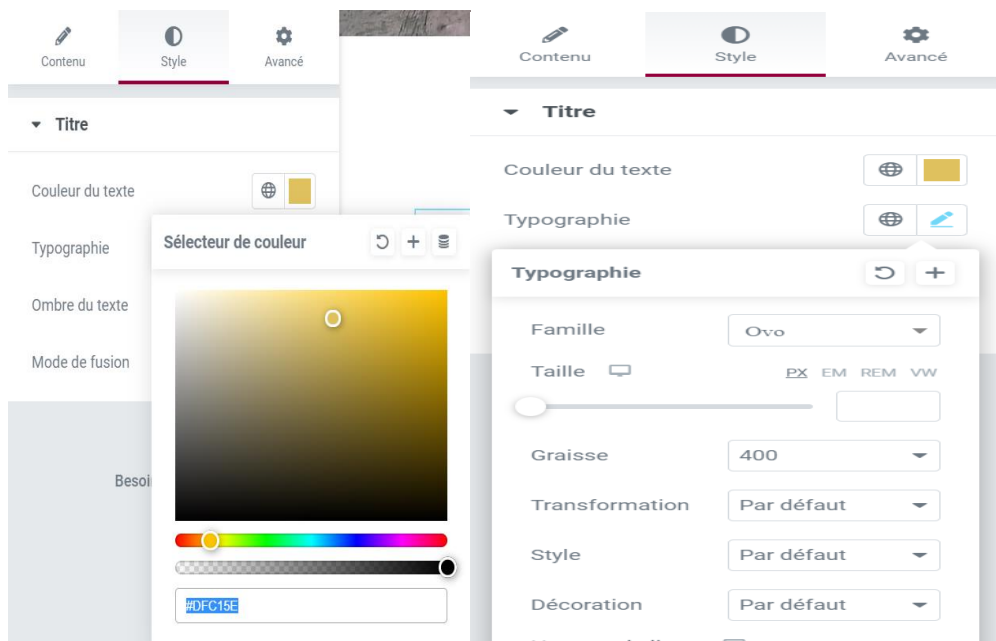 Contenu Style Avancé
Titre
Couleur du texte
Typographie
Sélecteur de couleur
Ombre du texte
Mode de fusion
Besoi
#DFC15E
Contenu Style Avancé
Titre
Couleur du texte
Typographie
Typographie
Famille Ovo
Taille PX EM REM VW
Graisse 400
Transformation Par défaut
Style Par défaut
Décoration Par défaut